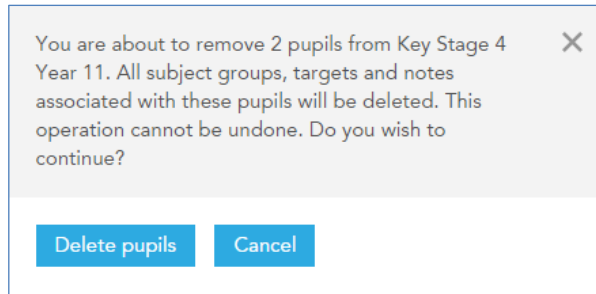 You are about to remove 2 pupils from Key Stage 4
Year 11. All subject groups, targets and notes
associated with these pupils will be deleted. This
operation cannot be undone. Do you wish to
continue?
Delete pupils
Cancel